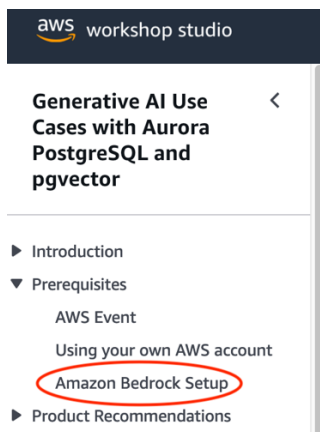 aws workshop studio
Generative AI Use
Cases with Aurora
PostgreSQL and
pgvector
Introduction
Prerequisites
AWS Event
Using your own AWS account
Amazon Bedrock Setup
Product Recommendations